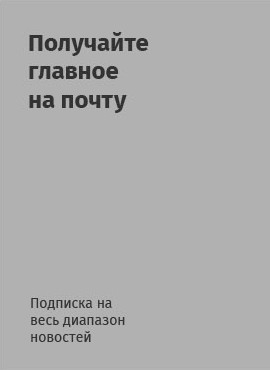 Получайте
главное
на почту
Подписка на
весь диапазон
новостей